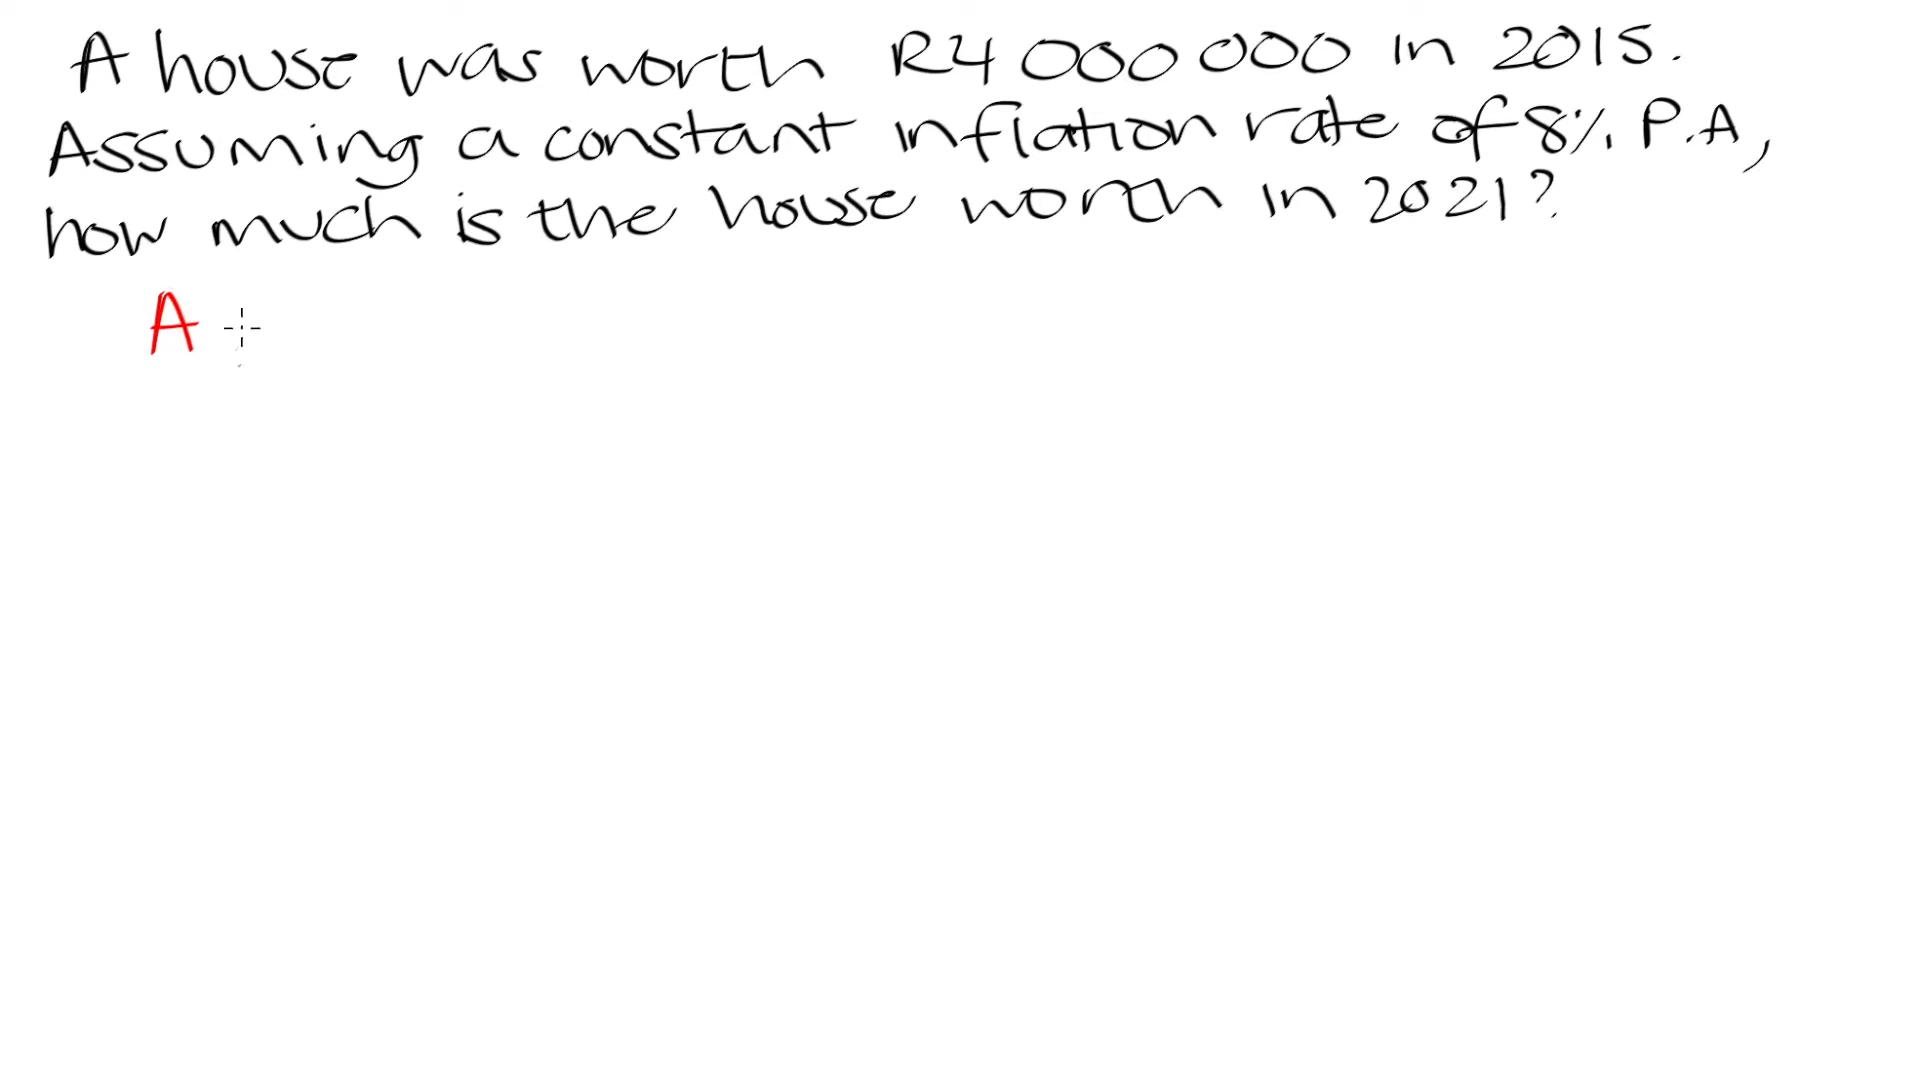 A house was worth R4 000 000 in 2015.
Assuming a constant inflation rate of 8% P.A,
how much is the house worth in 2021?
A